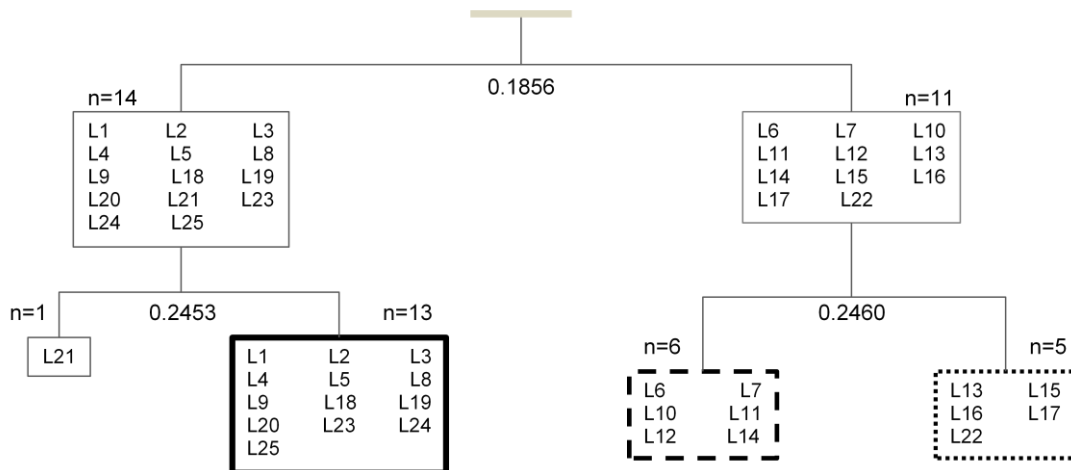 0.1856
n=14
L1 L2 L3
L4 L5 L8
L9 L18 L19
L20 L21 L23
L24 L25
n=11
L6 L7 L10
L11 L12 L13
L14 L15 L16
L17 L22
0.2453
n=1
L21
n=13
L1 L2 L3
L4 L5 L8
L9 L18 L19
L20 L23 L24
L25
0.2460
n=6
L6 L7
L10 L11
L12 L14
n=5
L13 L15
L16 L17
L22